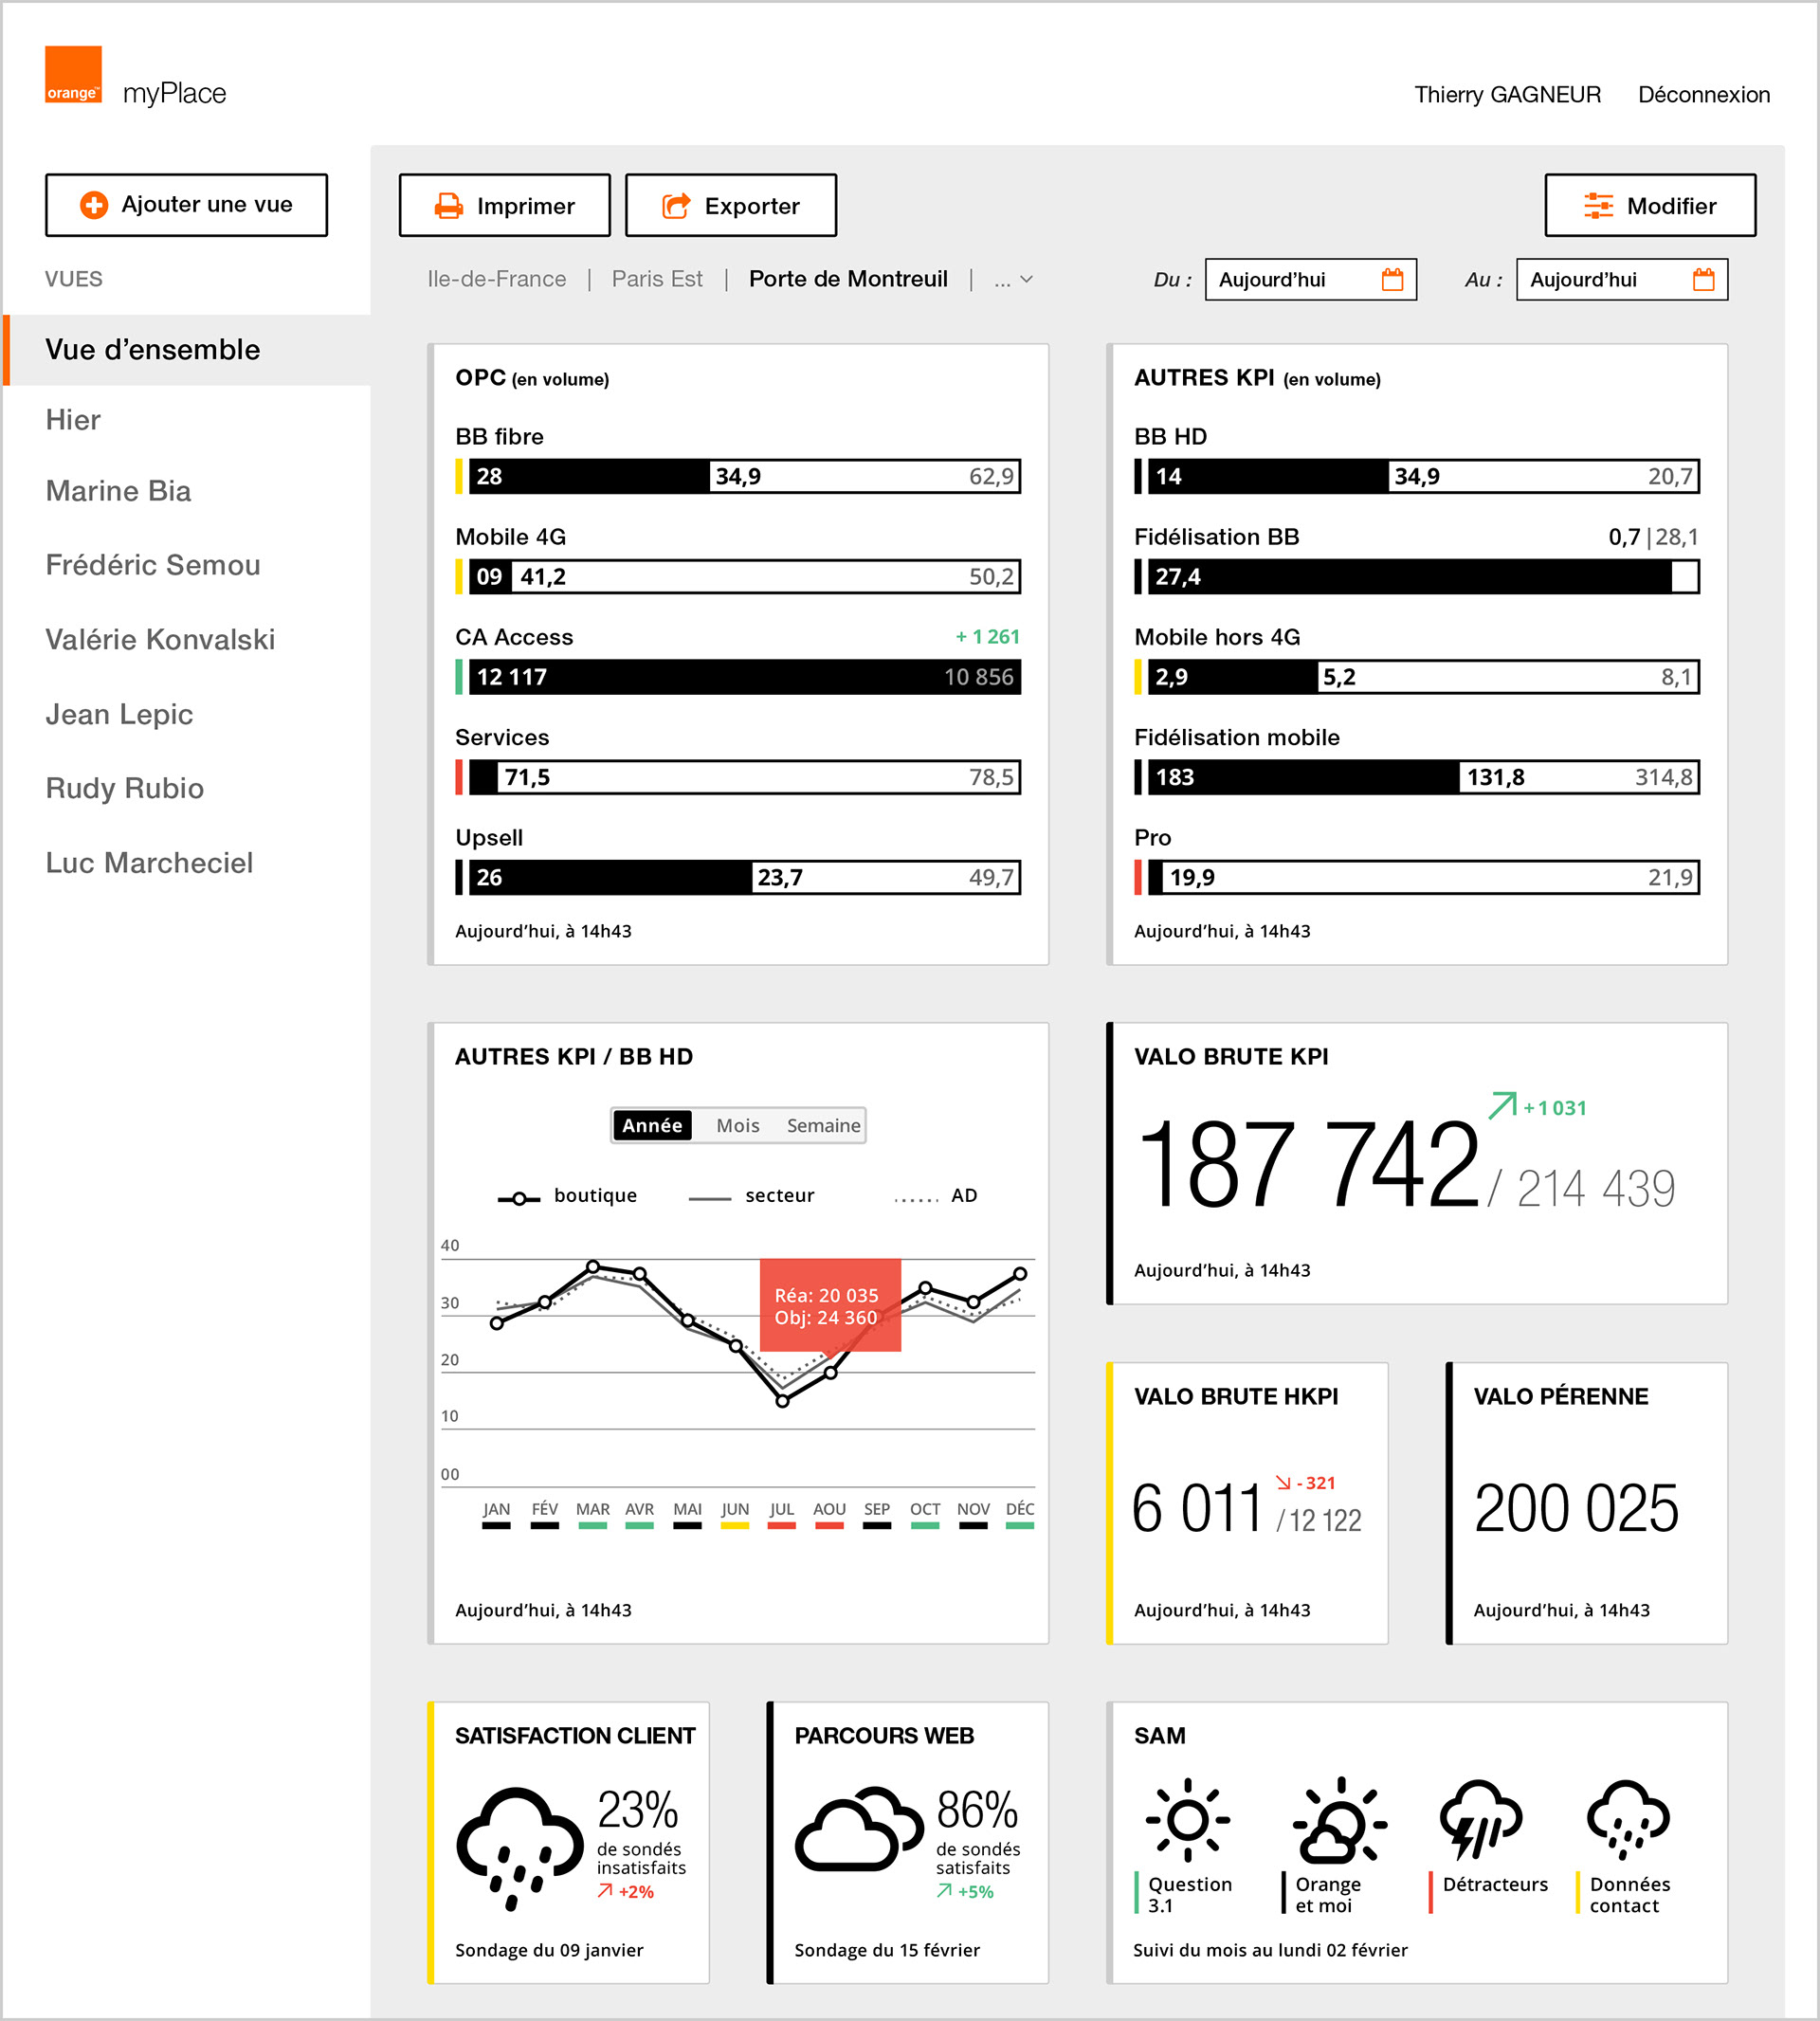 orange™
myPlace
Thierry GAGNEUR
Déconnexion
Ajouter une vue
Imprimer
Exporter
Modifier
VUES
Ile-de-France | Paris Est | Porte de Montreuil | ...
Du : Aujourd’hui
Au : Aujourd’hui
Vue d’ensemble
Hier
Marine Bia
Frédéric Semou
Valérie Konvalski
Jean Lepic
Rudy Rubio
Luc Marcheciel
OPC (en volume)
BB fibre
28 34,9 62,9
Mobile 4G
09 41,2 50,2
CA Access + 1 261
12 117 10 856
Services
71,5 78,5
Upsell
26 23,7 49,7
Aujourd’hui, à 14h43
AUTRES KPI (en volume)
BB HD
14 34,9 20,7
Fidélisation BB 0,7 | 28,1
27,4
Mobile hors 4G
2,9 5,2 8,1
Fidélisation mobile
183 131,8 314,8
Pro
19,9 21,9
Aujourd’hui, à 14h43
AUTRES KPI / BB HD
Année Mois Semaine
boutique secteur AD
40
30
20
10
00
Réa: 20 035
Obj: 24 360
JAN FÉV MAR AVR MAI JUN JUL AOU SEP OCT NOV DÉC
Aujourd’hui, à 14h43
VALO BRUTE KPI
+1 031
187 742 / 214 439
Aujourd’hui, à 14h43
VALO BRUTE HKPI
- 321
6 011 / 12 122
Aujourd’hui, à 14h43
VALO PÉRENNE
200 025
Aujourd’hui, à 14h43
SATISFACTION CLIENT
23%
de sondés
insatisfaits
+2%
Sondage du 09 janvier
PARCOURS WEB
86%
de sondés
satisfaits
+5%
Sondage du 15 février
SAM
Question
3.1
Orange
et moi
Détracteurs
Données
contact
Suivi du mois au lundi 02 février